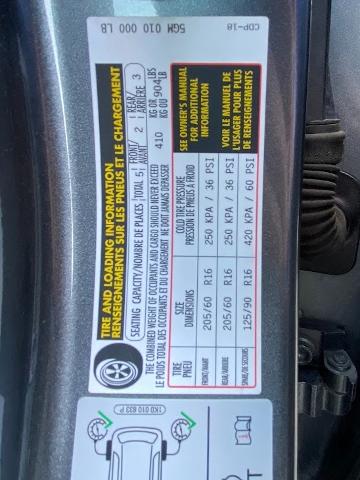 5GM 010 000 LB
CDP-18
TIRE AND LOADING INFORMATION
RENSEIGNEMENTS SUR LES PNEUS ET LE CHARGEMENT
SEATING CAPACITY/NOMBRE DE PLACES TOTAL 5 FRONT/AVANT 2 REAR/ARRIÈRE 3
THE COMBINED WEIGHT OF OCCUPANTS AND CARGO SHOULD NEVER EXCEED
LE POIDS TOTAL DES OCCUPANTS ET DU CHARGEMENT NE DOIT JAMAIS DÉPASSER
410 KG OR 904 LBS
KG OU LB
TIRE SIZE COLD TIRE PRESSURE
PNEU DIMENSIONS PRESSION DE PNEUS À FROID
FRONT/AVANT 205/60 R16 250 KPA / 36 PSI
REAR/ARRIÈRE 205/60 R16 250 KPA / 36 PSI
SPARE/DE SECOURS 125/90 R16 420 KPA / 60 PSI
SEE OWNER'S MANUAL
FOR ADDITIONAL
INFORMATION
VOIR LE MANUEL DE
L'USAGER POUR PLUS
DE RENSEIGNEMENTS
1K0 010 833 P